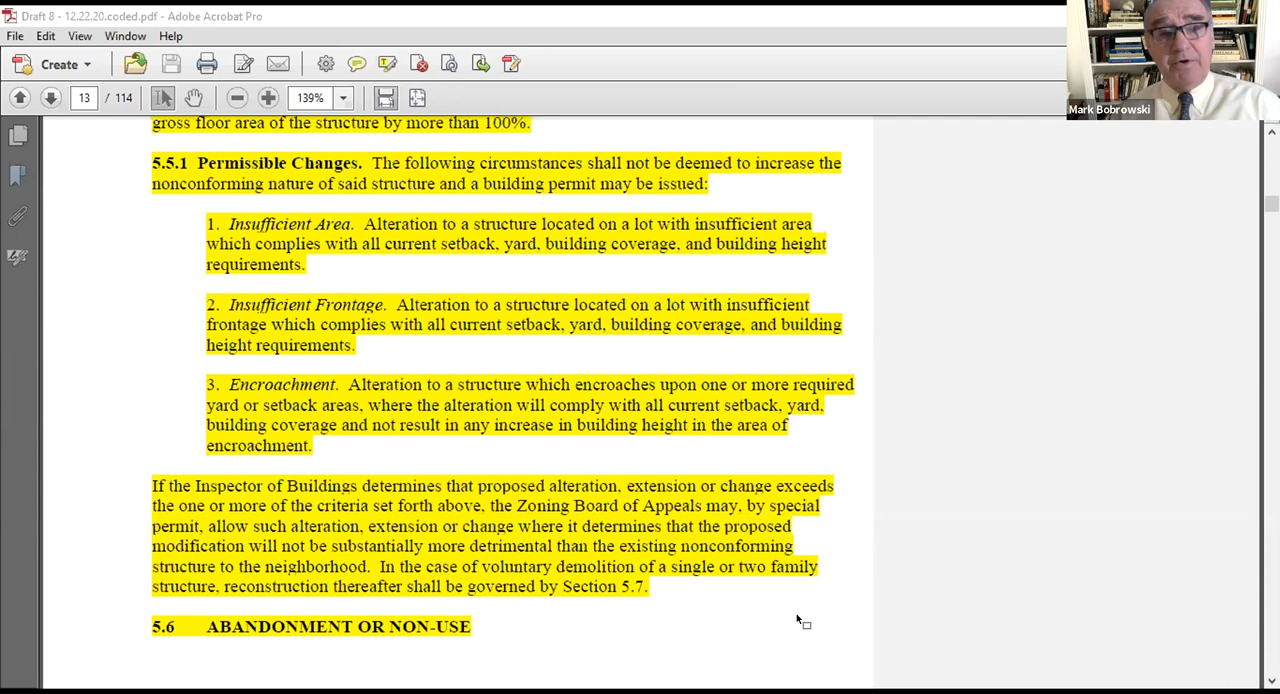 Draft 8 - 12.22.20.coded.pdf - Adobe Acrobat Pro
File Edit View Window Help
Create
13 / 114 139%
Mark Bobrowski
gross floor area of the structure by more than 100%.
5.5.1 Permissible Changes. The following circumstances shall not be deemed to increase the
nonconforming nature of said structure and a building permit may be issued:
1. Insufficient Area. Alteration to a structure located on a lot with insufficient area
which complies with all current setback, yard, building coverage, and building height
requirements.
2. Insufficient Frontage. Alteration to a structure located on a lot with insufficient
frontage which complies with all current setback, yard, building coverage, and building
height requirements.
3. Encroachment. Alteration to a structure which encroaches upon one or more required
yard or setback areas, where the alteration will comply with all current setback, yard,
building coverage and not result in any increase in building height in the area of
encroachment.
If the Inspector of Buildings determines that proposed alteration, extension or change exceeds
the one or more of the criteria set forth above, the Zoning Board of Appeals may, by special
permit, allow such alteration, extension or change where it determines that the proposed
modification will not be substantially more detrimental than the existing nonconforming
structure to the neighborhood. In the case of voluntary demolition of a single or two family
structure, reconstruction thereafter shall be governed by Section 5.7.
5.6 ABANDONMENT OR NON-USE